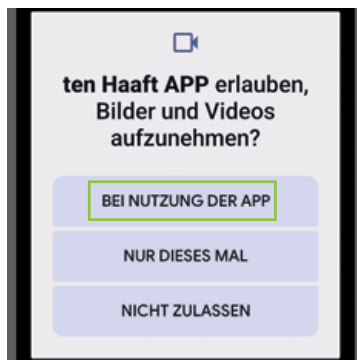 ten Haaft APP erlauben,
Bilder und Videos
aufzunehmen?
BEI NUTZUNG DER APP
NUR DIESES MAL
NICHT ZULASSEN